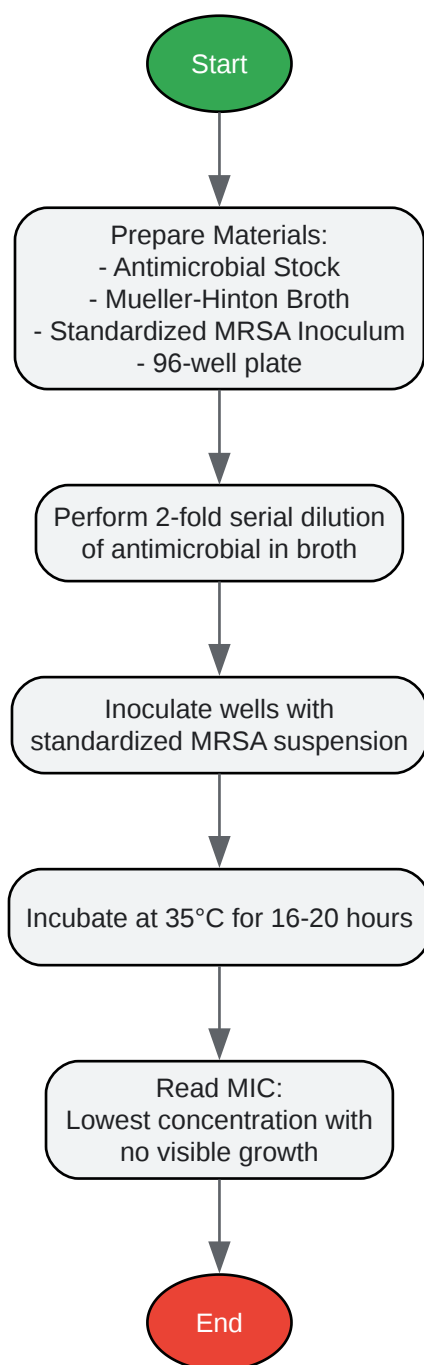 Start
Prepare Materials:
- Antimicrobial Stock
- Mueller-Hinton Broth
- Standardized MRSA Inoculum
- 96-well plate
Perform 2-fold serial dilution
of antimicrobial in broth
Inoculate wells with
standardized MRSA suspension
Incubate at 35°C for 16-20 hours
Read MIC:
Lowest concentration with
no visible growth
End